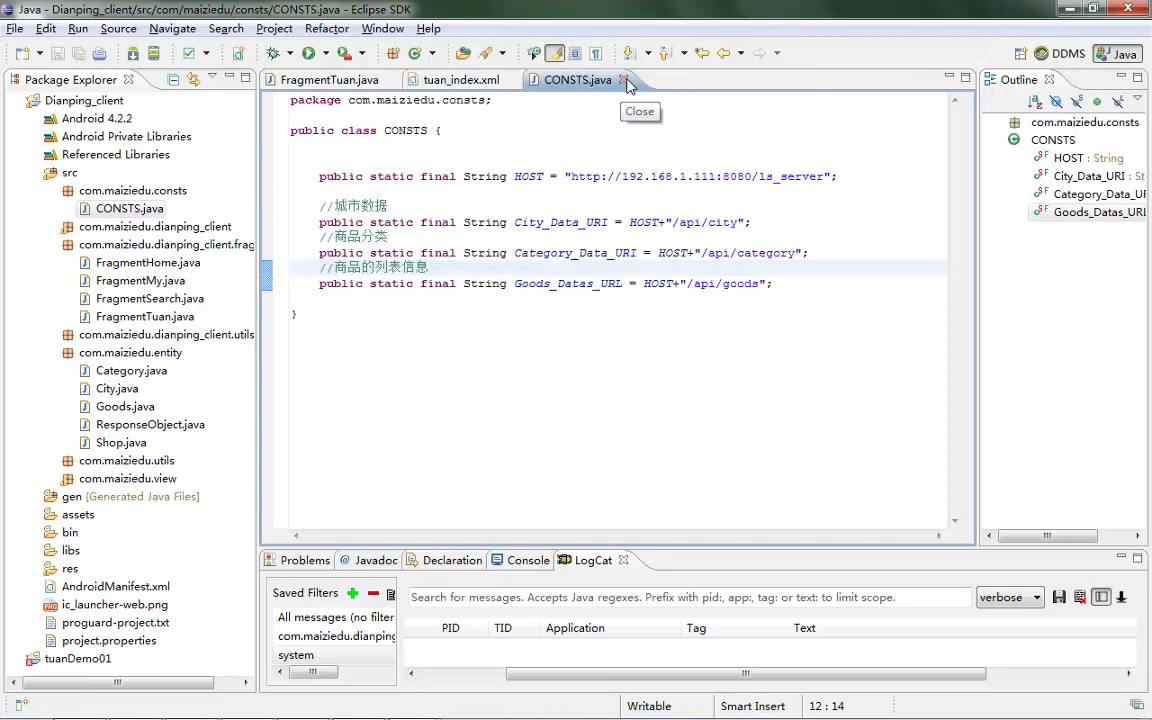 Java - Dianping_client/src/com/maiziedu/consts/CONSTS.java - Eclipse SDK
File Edit Run Source Navigate Search Project Refactor Window Help
DDMS Java
Package Explorer
FragmentTuan.java tuan_index.xml CONSTS.java
Outline
Close
Dianping_client
Android 4.2.2
Android Private Libraries
Referenced Libraries
src
com.maiziedu.consts
CONSTS.java
com.maiziedu.dianping_client
com.maiziedu.dianping_client.frag
FragmentHome.java
FragmentMy.java
FragmentSearch.java
FragmentTuan.java
com.maiziedu.dianping_client.utils
com.maiziedu.entity
Category.java
City.java
Goods.java
ResponseObject.java
Shop.java
com.maiziedu.utils
com.maiziedu.view
gen [Generated Java Files]
assets
bin
libs
res
AndroidManifest.xml
ic_launcher-web.png
proguard-project.txt
project.properties
tuanDemo01
package com.maiziedu.consts;
public class CONSTS {
public static final String HOST = "http://192.168.1.111:8080/ls_server";
//城市数据
public static final String City_Data_URI = HOST+"/api/city";
//商品分类
public static final String Category_Data_URI = HOST+"/api/category";
//商品的列表信息
public static final String Goods_Datas_URL = HOST+"/api/goods";
}
com.maiziedu.consts
CONSTS
HOST : String
City_Data_URI : St
Category_Data_UR
Goods_Datas_URL
Problems Javadoc Declaration Console LogCat
Saved Filters
All messages (no filter
com.maiziedu.dianping
system
Search for messages. Accepts Java regexes. Prefix with pid:, app:, tag: or text: to limit scope.
verbose
PID TID Application Tag Text
Writable Smart Insert 12 : 14